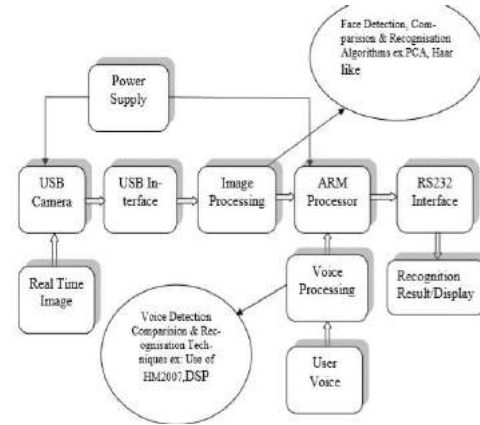 Face Detection, Com-
parision & Recognisation
Algorithms ex.PCA, Haar
like
Power
Supply
USB
Camera
USB In-
terface
Image
Processing
ARM
Processor
RS232
Interface
Real Time
Image
Voice
Processing
Recognition
Result/Display
Voice Detection
Comparision & Rec-
ognisation Tech-
niques ex: Use of
HM2007,DSP
User
Voice